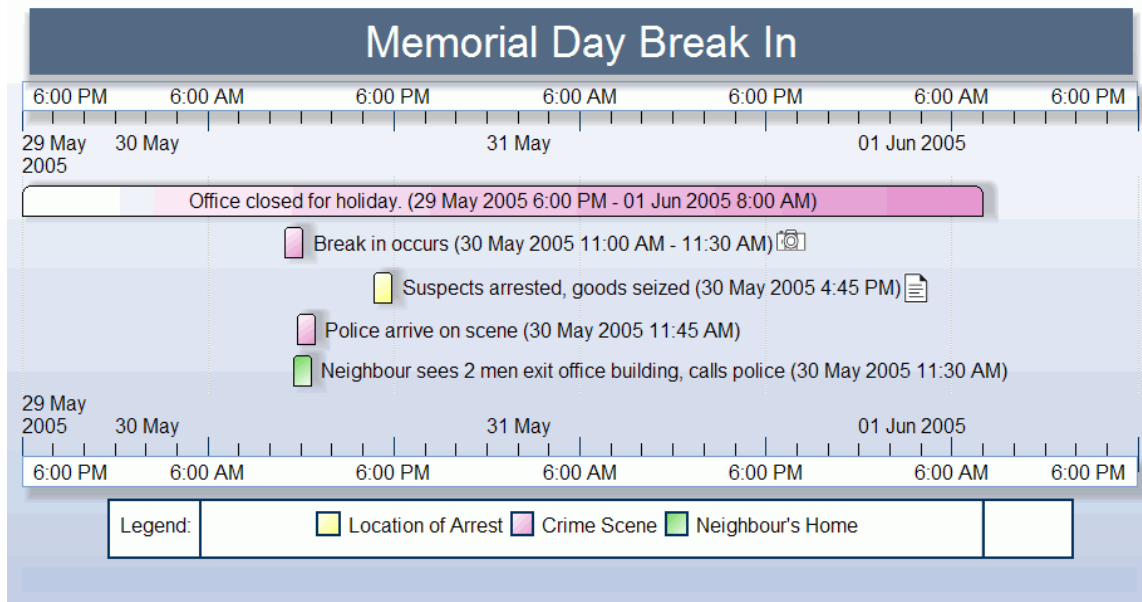 Memorial Day Break In
6:00 PM 6:00 AM 6:00 PM 6:00 AM 6:00 PM 6:00 AM 6:00 PM
29 May 2005 30 May 31 May 01 Jun 2005
Office closed for holiday. (29 May 2005 6:00 PM - 01 Jun 2005 8:00 AM)
Break in occurs (30 May 2005 11:00 AM - 11:30 AM)
Suspects arrested, goods seized (30 May 2005 4:45 PM)
Police arrive on scene (30 May 2005 11:45 AM)
Neighbour sees 2 men exit office building, calls police (30 May 2005 11:30 AM)
29 May 2005 30 May 31 May 01 Jun 2005
6:00 PM 6:00 AM 6:00 PM 6:00 AM 6:00 PM 6:00 AM 6:00 PM
Legend: Location of Arrest Crime Scene Neighbour's Home